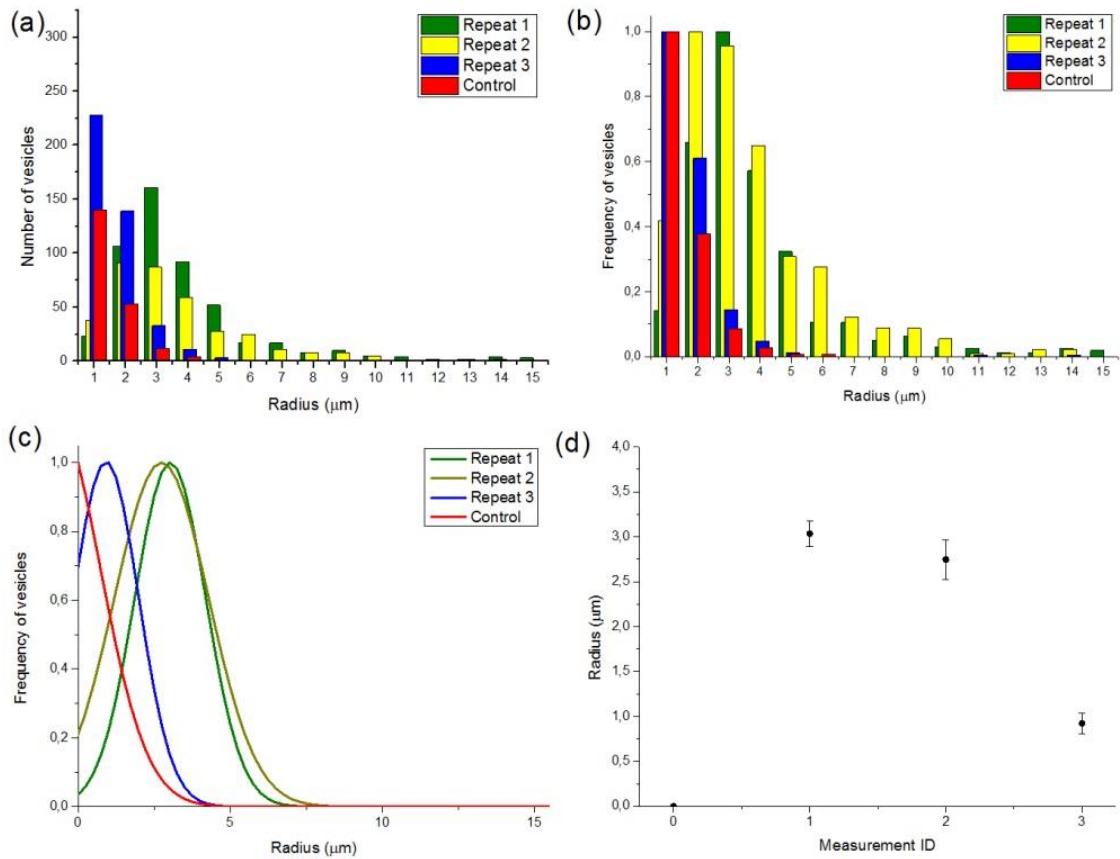 (a)
Number of vesicles
300
250
200
150
100
50
0
1 2 3 4 5 6 7 8 9 10 11 12 13 14 15
Radius (μm)
Repeat 1
Repeat 2
Repeat 3
Control
(b)
Frequency of vesicles
1,0
0,8
0,6
0,4
0,2
0,0
1 2 3 4 5 6 7 8 9 10 11 12 13 14 15
Radius (μm)
Repeat 1
Repeat 2
Repeat 3
Control
(c)
Frequency of vesicles
1,0
0,8
0,6
0,4
0,2
0,0
0 5 10 15
Radius (μm)
Repeat 1
Repeat 2
Repeat 3
Control
(d)
Radius (μm)
4,0
3,5
3,0
2,5
2,0
1,5
1,0
0,5
0,0
0 1 2 3
Measurement ID